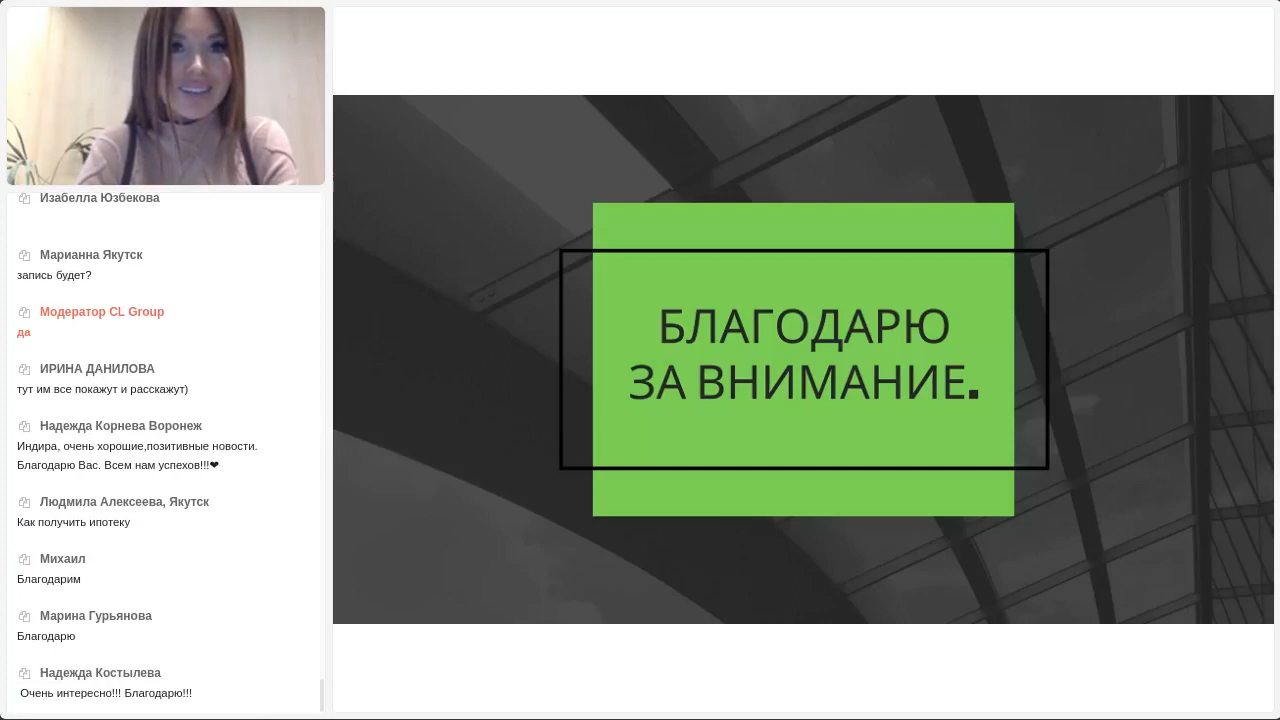 Изабелла Юзбекова
Марианна Якутск
запись будет?
Модератор CL Group
да
ИРИНА ДАНИЛОВА
тут им все покажут и расскажут)
Надежда Корнева Воронеж
Индира, очень хорошие,позитивные новости.
Благодарю Вас. Всем нам успехов!!!❤
Людмила Алексеева, Якутск
Как получить ипотеку
Михаил
Благодарим
Марина Гурьянова
Благодарю
Надежда Костылева
Очень интересно!!! Благодарю!!!
БЛАГОДАРЮ
ЗА ВНИМАНИЕ.